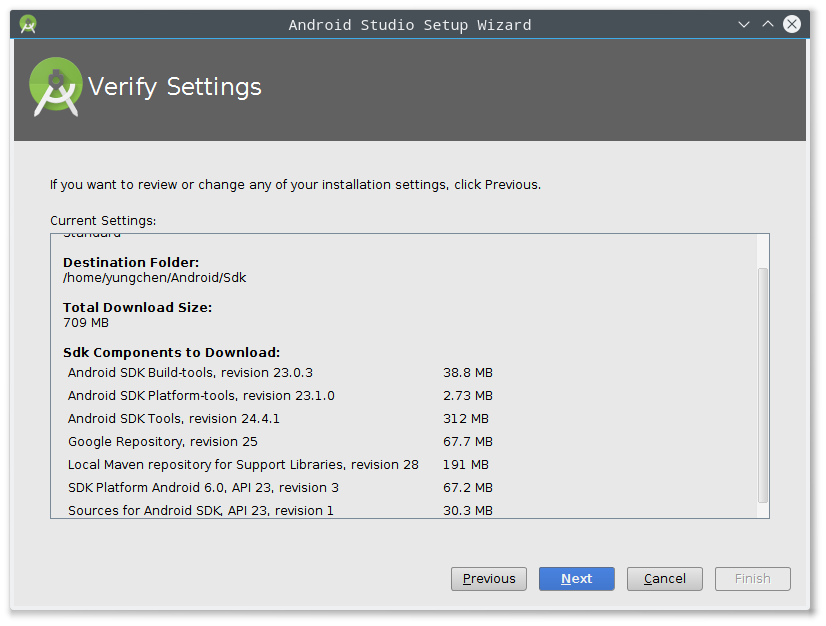 Android Studio Setup Wizard
Verify Settings
If you want to review or change any of your installation settings, click Previous.
Current Settings:
Standard
Destination Folder:
/home/yungchen/Android/Sdk
Total Download Size:
709 MB
Sdk Components to Download:
Android SDK Build-tools, revision 23.0.3 38.8 MB
Android SDK Platform-tools, revision 23.1.0 2.73 MB
Android SDK Tools, revision 24.4.1 312 MB
Google Repository, revision 25 67.7 MB
Local Maven repository for Support Libraries, revision 28 191 MB
SDK Platform Android 6.0, API 23, revision 3 67.2 MB
Sources for Android SDK, API 23, revision 1 30.3 MB
Previous Next Cancel Finish